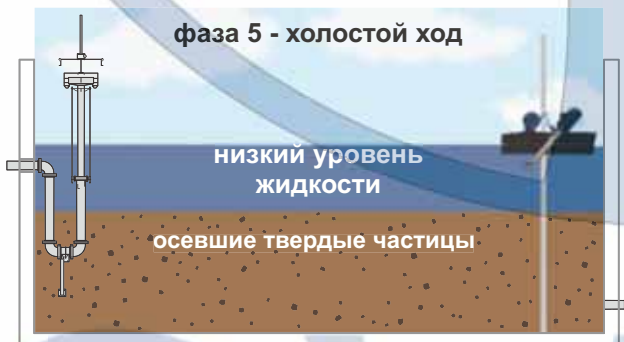 фаза 5 - холостой ход
низкий уровень
жидкости
осевшие твердые частицы